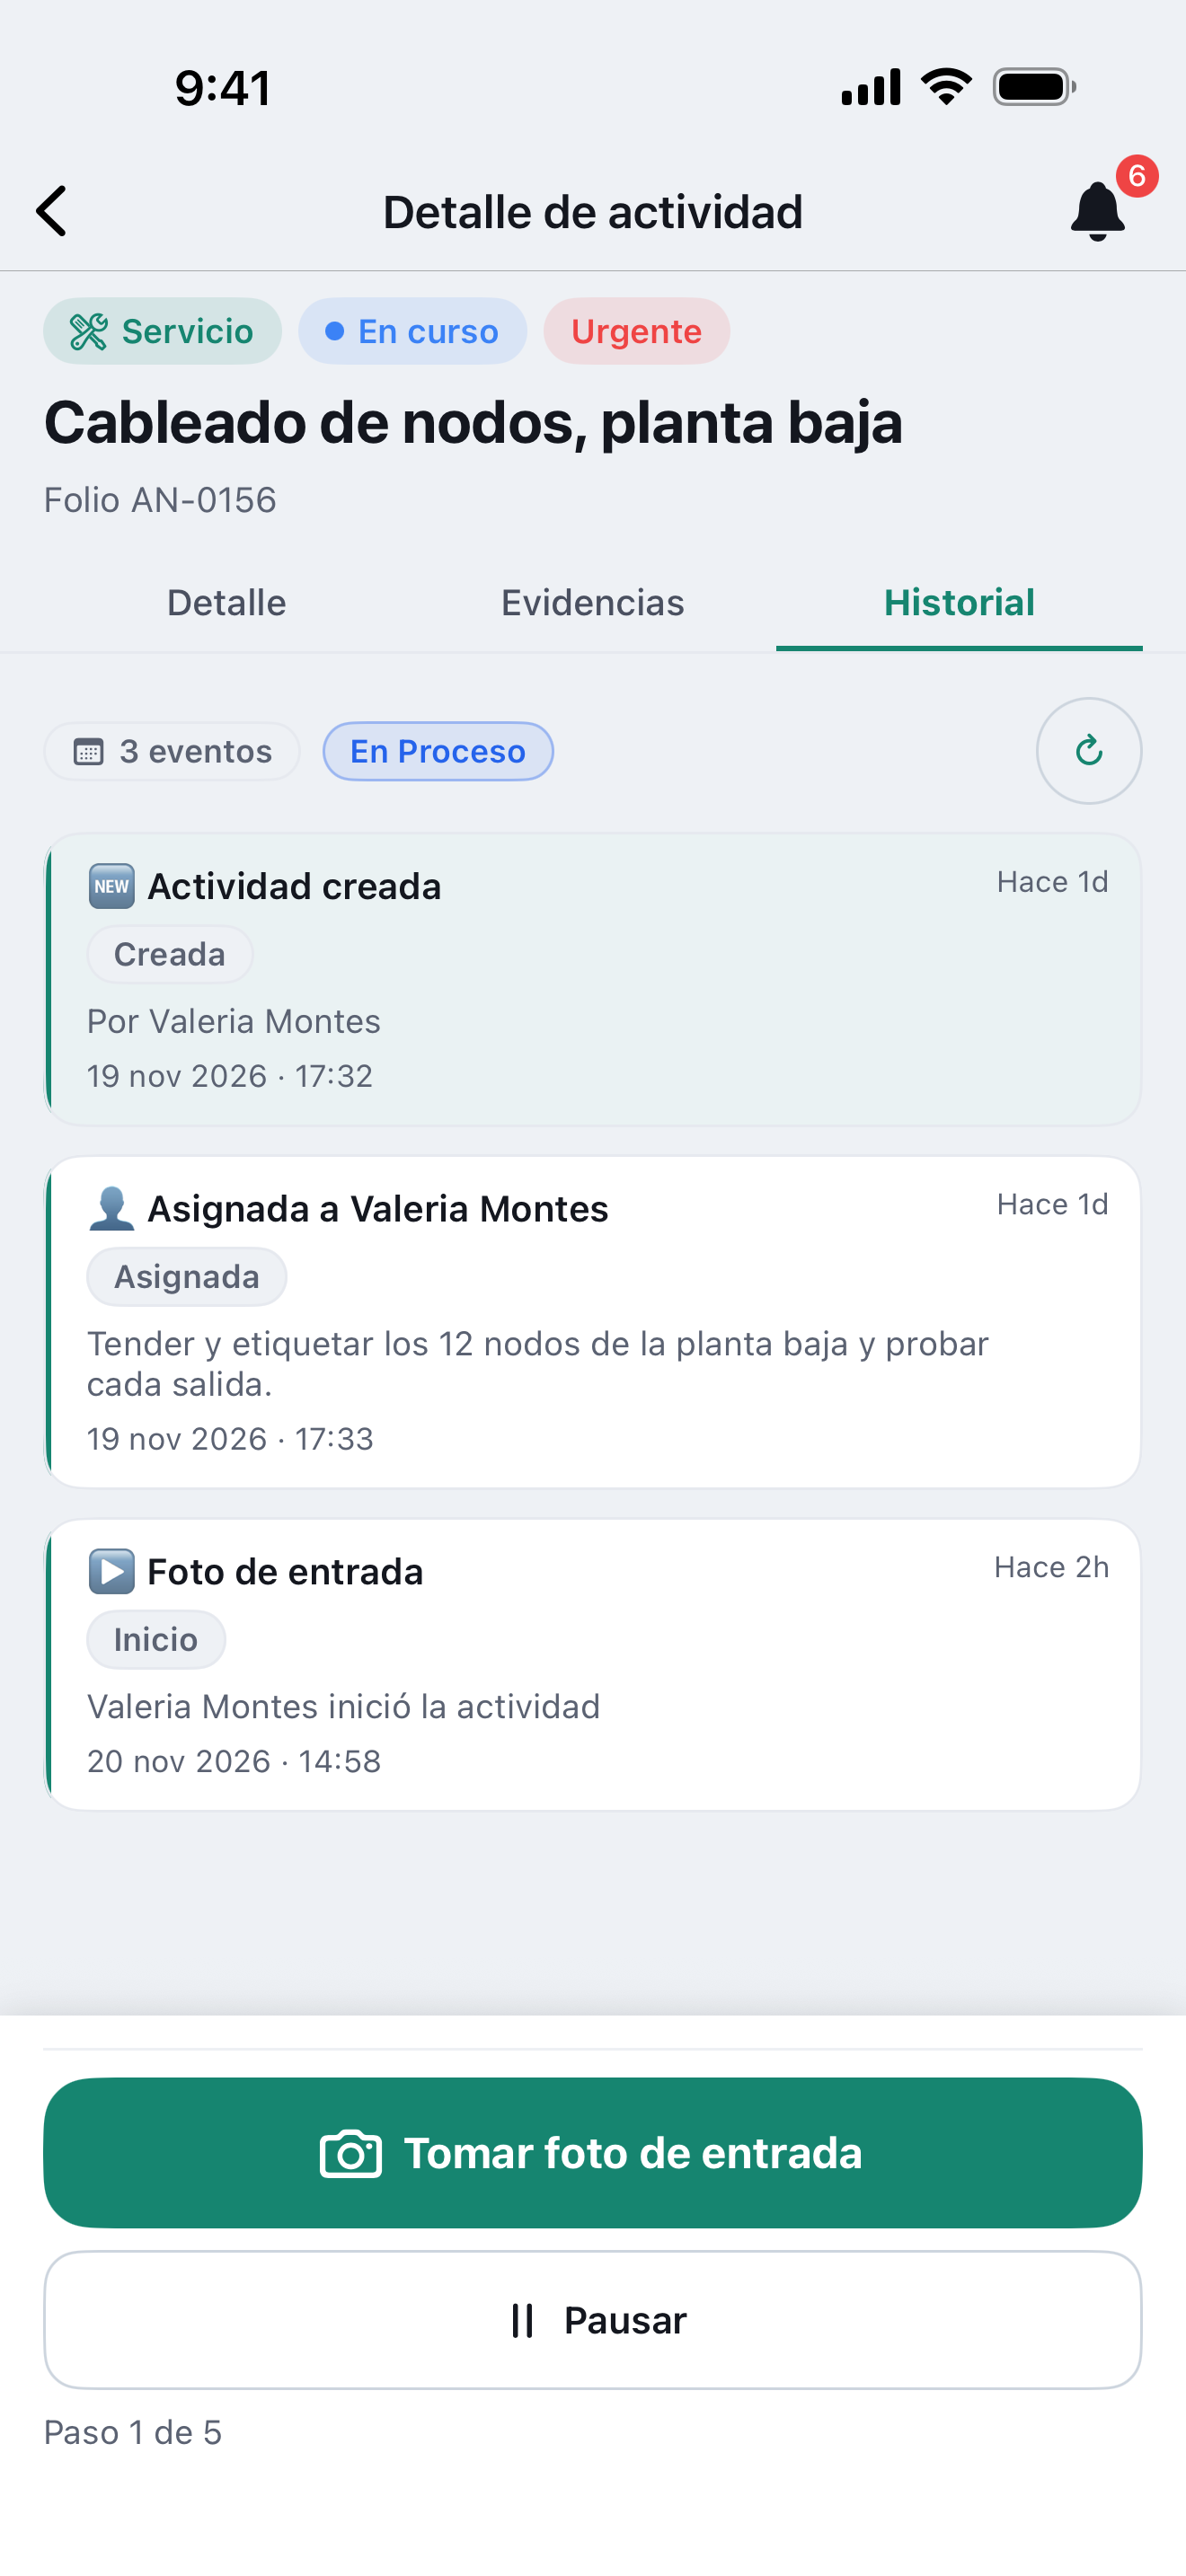 9:41
Detalle de actividad
6
Servicio
En curso
Urgente
Cableado de nodos, planta baja
Folio AN-0156
Detalle
Evidencias
Historial
3 eventos
En Proceso
NEW Actividad creada
Hace 1d
Creada
Por Valeria Montes
19 nov 2026 · 17:32
Asignada a Valeria Montes
Hace 1d
Asignada
Tender y etiquetar los 12 nodos de la planta baja y probar
cada salida.
19 nov 2026 · 17:33
Foto de entrada
Hace 2h
Inicio
Valeria Montes inició la actividad
20 nov 2026 · 14:58
Tomar foto de entrada
Pausar
Paso 1 de 5